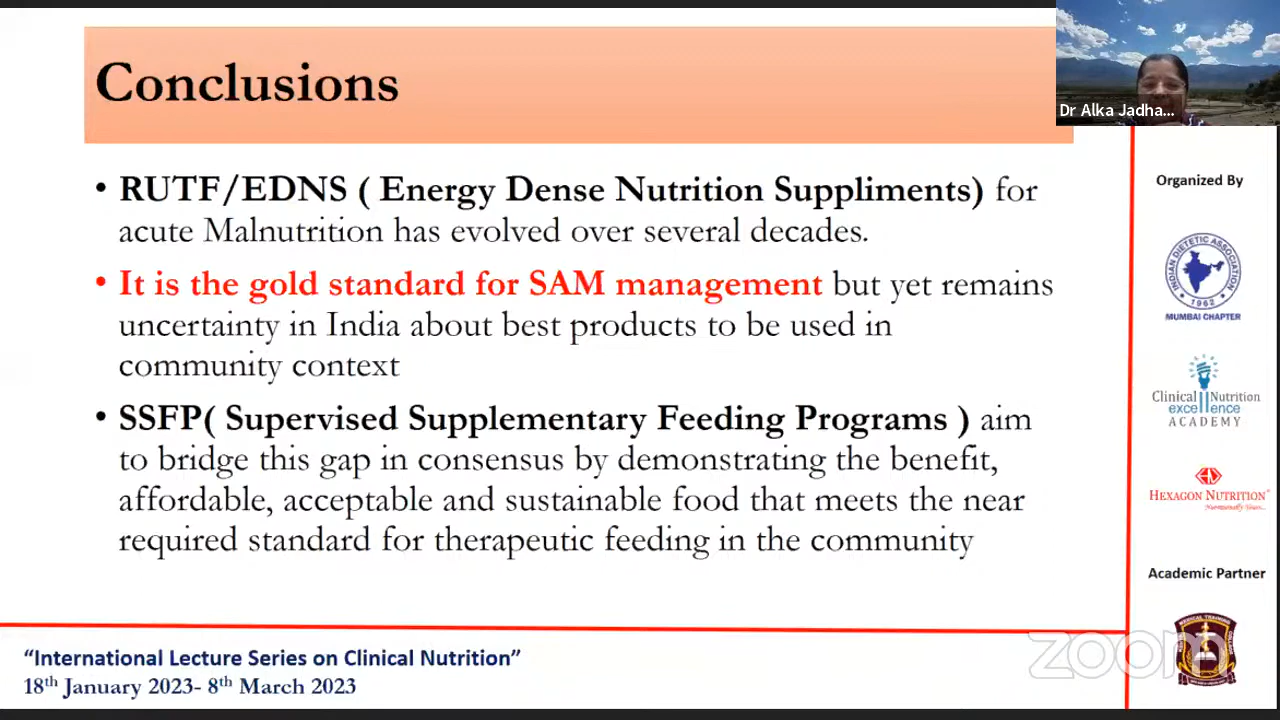 Conclusions
Dr Alka Jadha...
• RUTF/EDNS ( Energy Dense Nutrition Suppliments) for
acute Malnutrition has evolved over several decades.
• It is the gold standard for SAM management but yet remains
uncertainty in India about best products to be used in
community context
• SSFP( Supervised Supplementary Feeding Programs ) aim
to bridge this gap in consensus by demonstrating the benefit,
affordable, acceptable and sustainable food that meets the near
required standard for therapeutic feeding in the community
Organized By
INDIAN DIETETIC ASSOCIATION
1962
MUMBAI CHAPTER
Clinical Nutrition
excellence
ACADEMY
HEXAGON NUTRITION
Nutritionally Yours...
Academic Partner
MEDICAL TRAINING
COLLEGE
zoom
"International Lecture Series on Clinical Nutrition"
18th January 2023- 8th March 2023